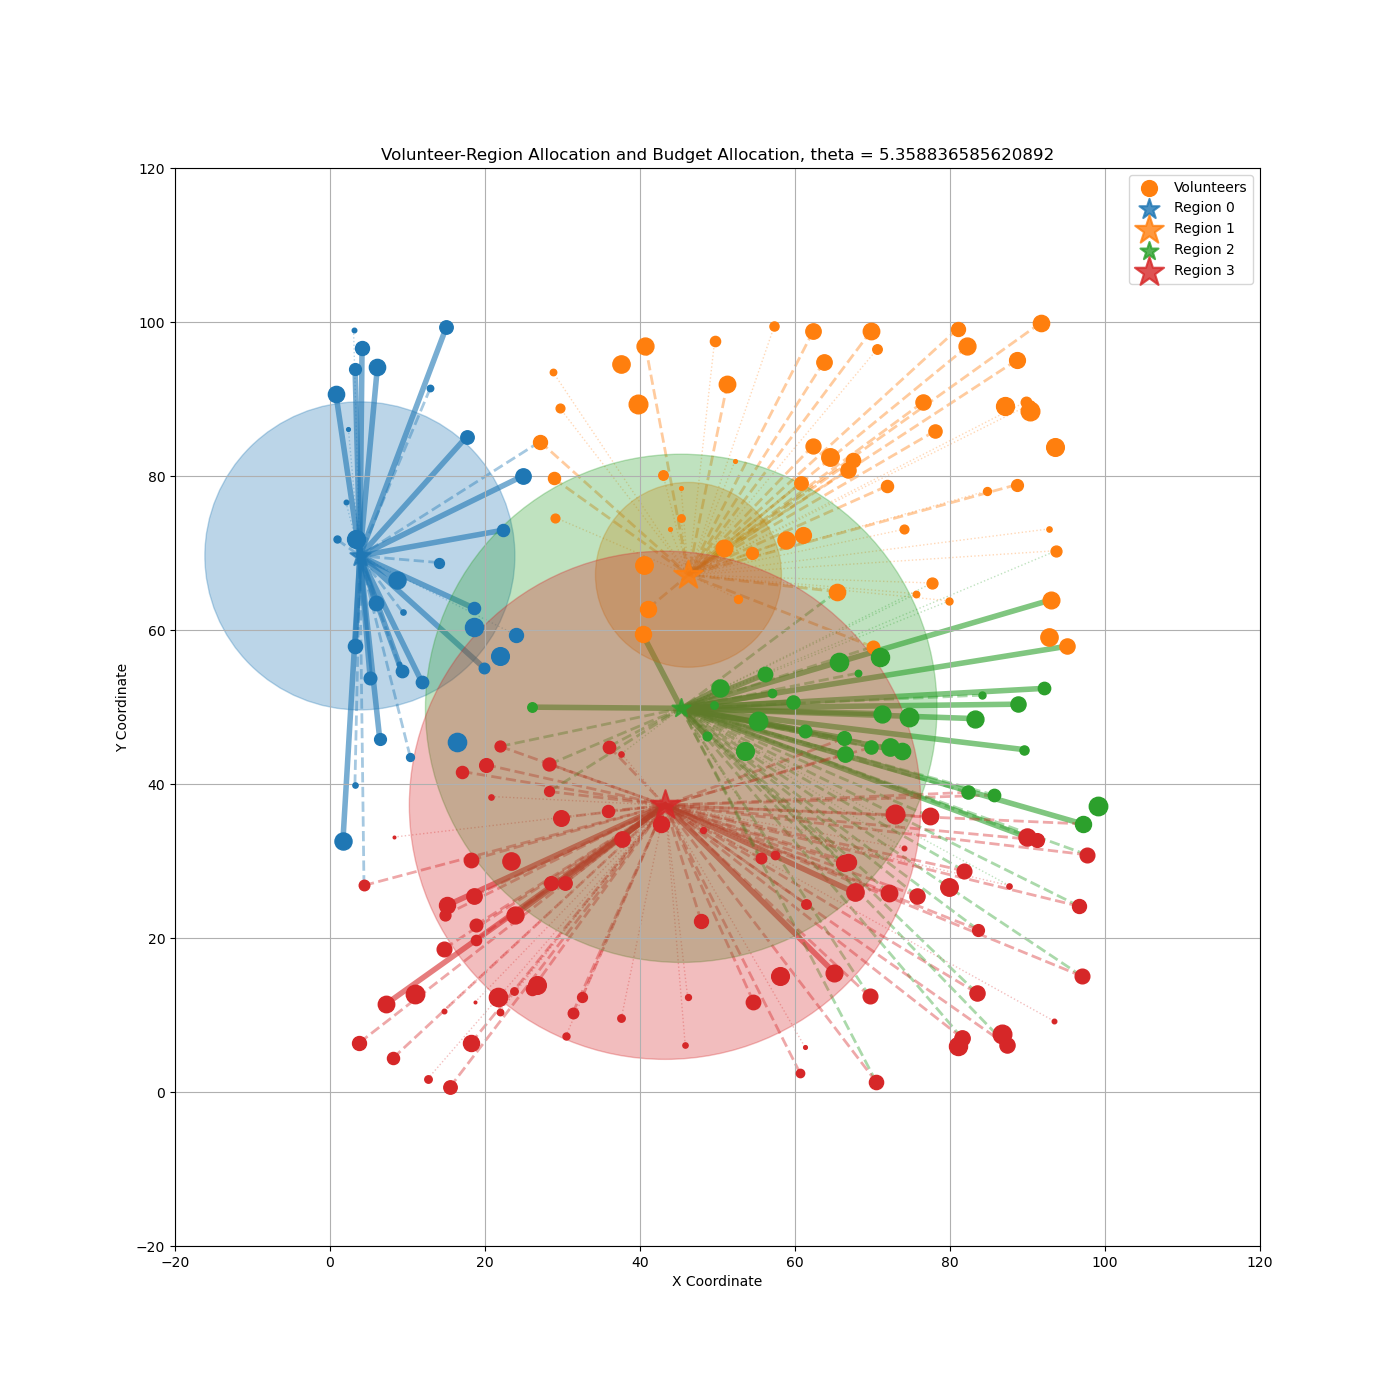 Volunteer-Region Allocation and Budget Allocation, theta = 5.358836585620892
120
Volunteers
Region 0
Region 1
Region 2
Region 3
100
80
60
40
20
0
−20
Y Coordinate
−20 0 20 40 60 80 100 120
X Coordinate